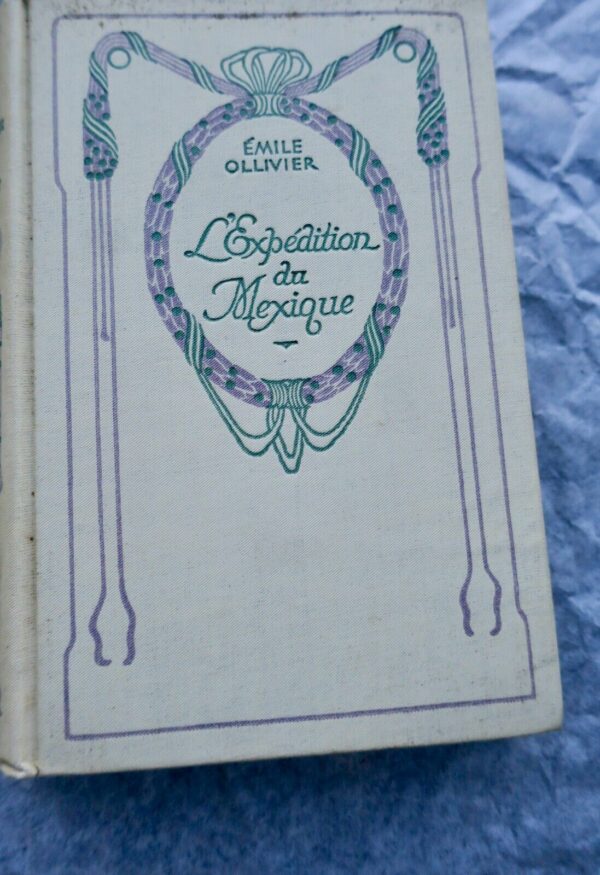 ÉMILE
OLLIVIER
L'Expédition
du
Mexique